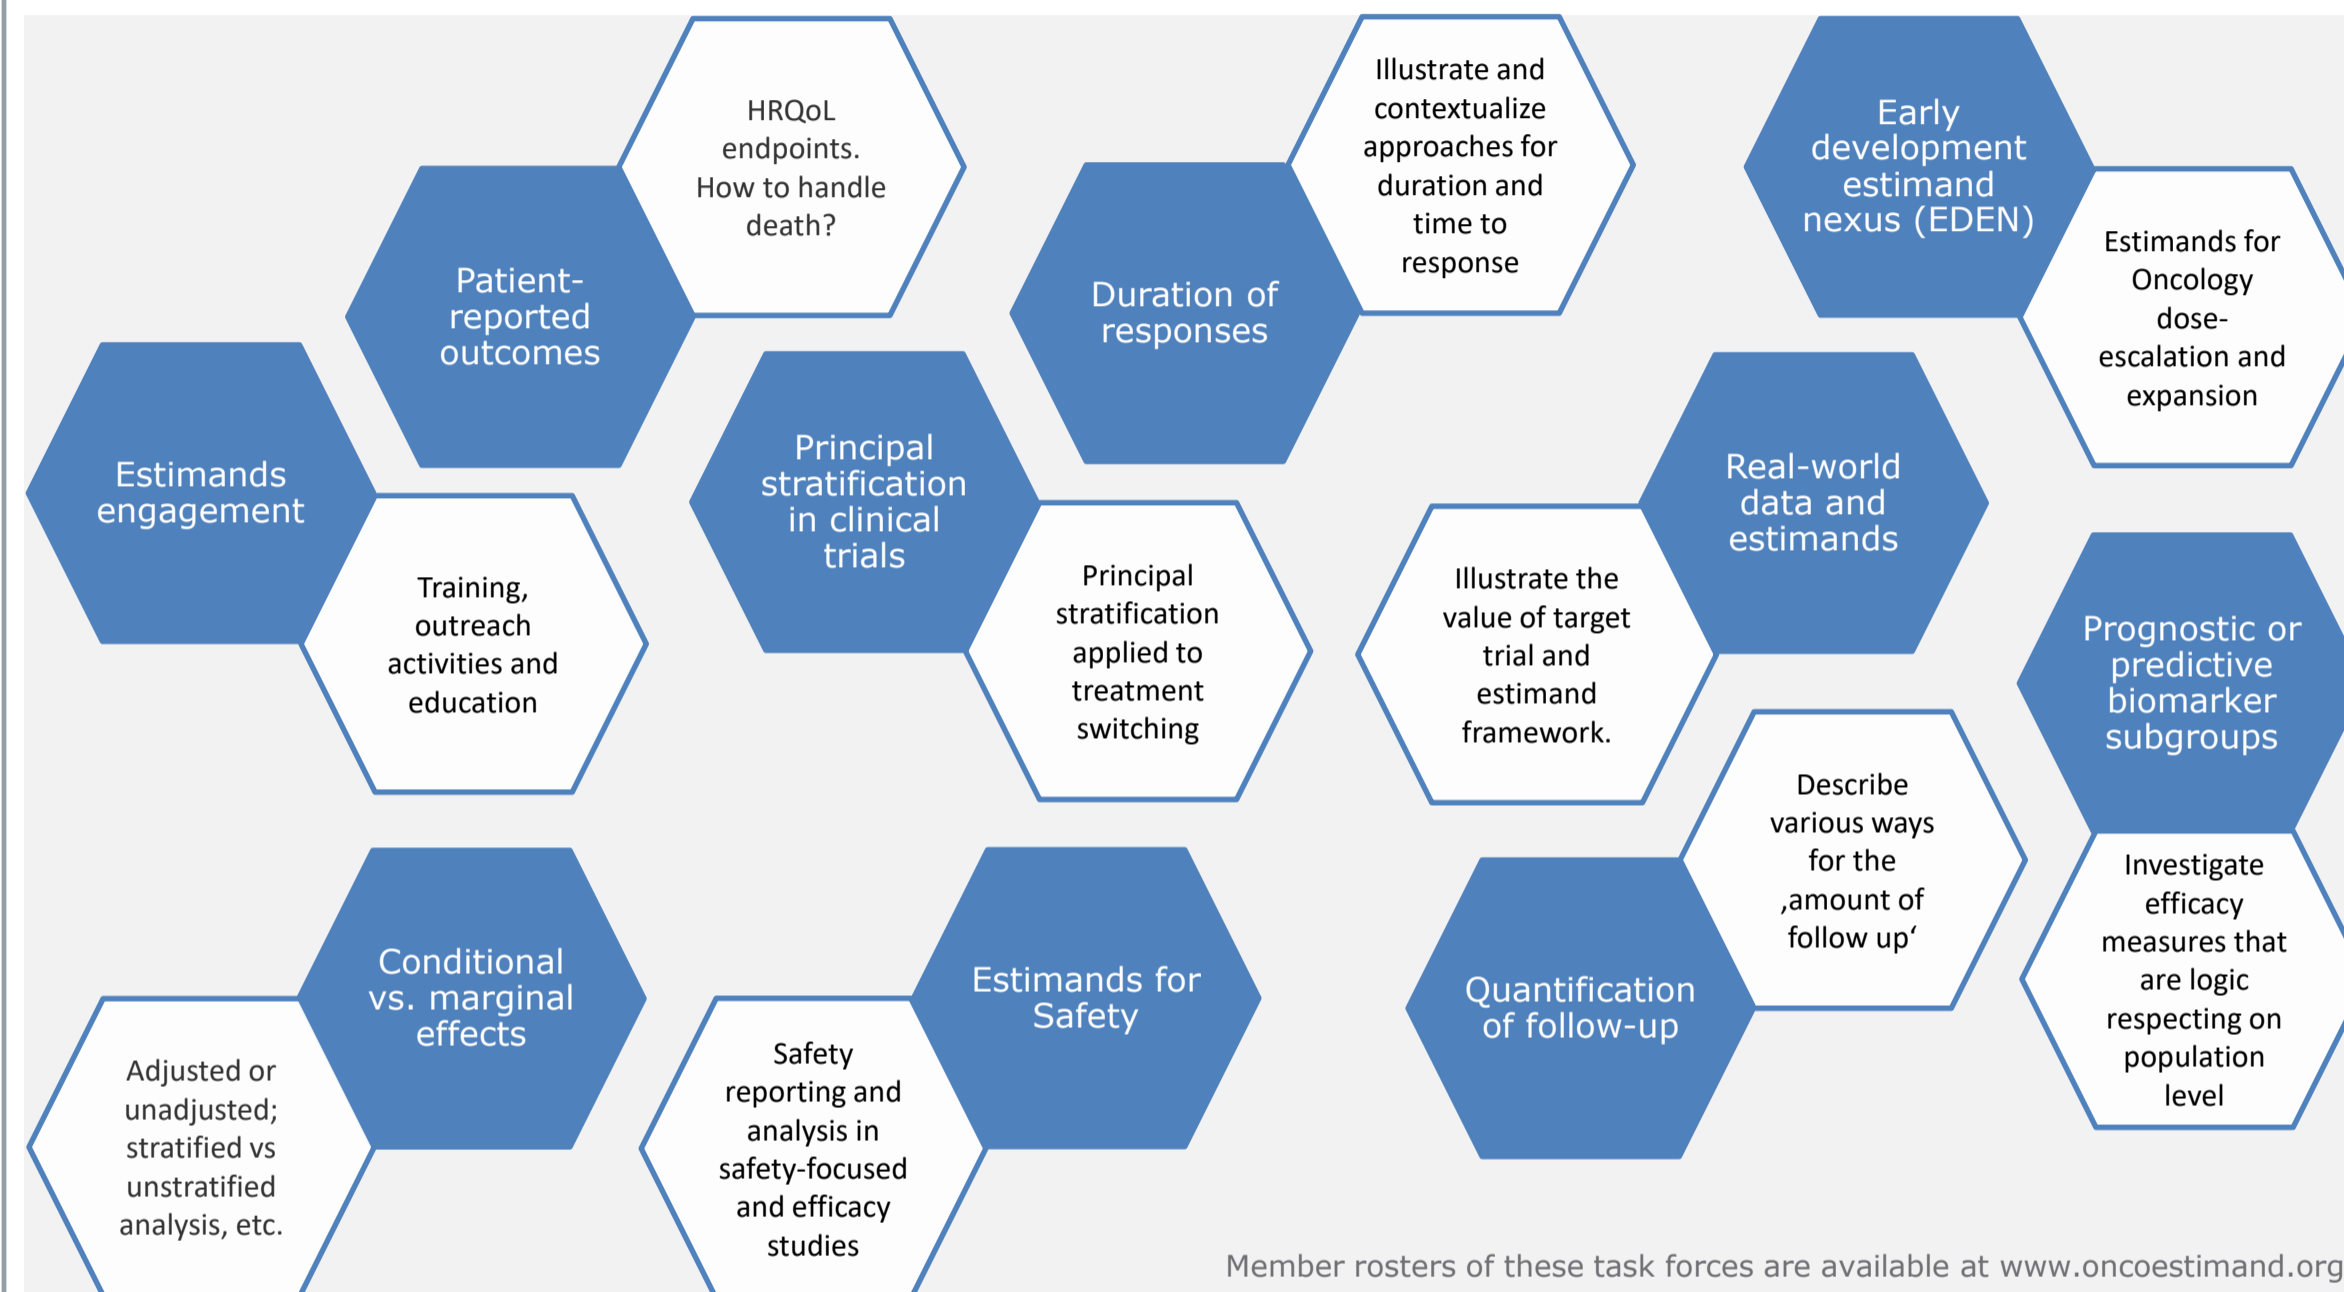 HRQoL
endpoints.
How to handle
death?
Patient-
reported
outcomes
Illustrate and
contextualize
approaches for
duration and
time to
response
Duration of
responses
Early
development
estimand
nexus (EDEN)
Estimands for
Oncology
dose-
escalation and
expansion
Estimands
engagement
Training,
outreach
activities and
education
Principal
stratification
in clinical
trials
Principal
stratification
applied to
treatment
switching
Real-world
data and
estimands
Illustrate the
value of target
trial and
estimand
framework.
Prognostic or
predictive
biomarker
subgroups
Investigate
efficacy
measures that
are logic
respecting on
population
level
Conditional
vs. marginal
effects
Adjusted or
unadjusted;
stratified vs
unstratified
analysis, etc.
Estimands for
Safety
Safety
reporting and
analysis in
safety-focused
and efficacy
studies
Quantification
of follow-up
Describe
various ways
for the
‚amount of
follow up‘
Member rosters of these task forces are available at www.oncoestimand.org